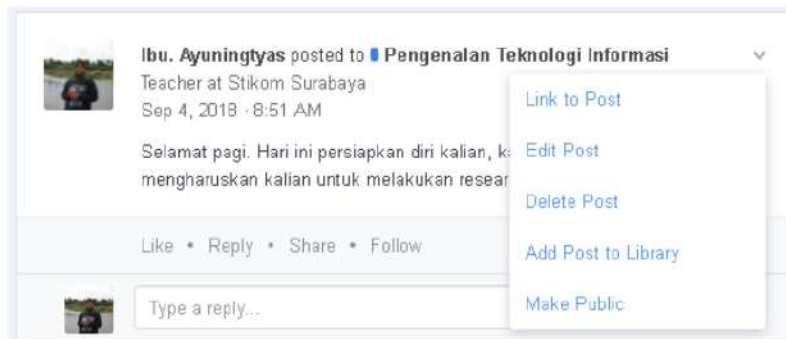 Ibu. Ayuningtyas posted to Pengenalan Teknologi Informasi
Teacher at Stikom Surabaya
Sep 4, 2018 · 8:51 AM
Selamat pagi. Hari ini persiapkan diri kalian,
mengharuskan kalian untuk melakukan
Like • Reply • Share • Follow
Type a reply...
Link to Post
Edit Post
Delete Post
Add Post to Library
Make Public